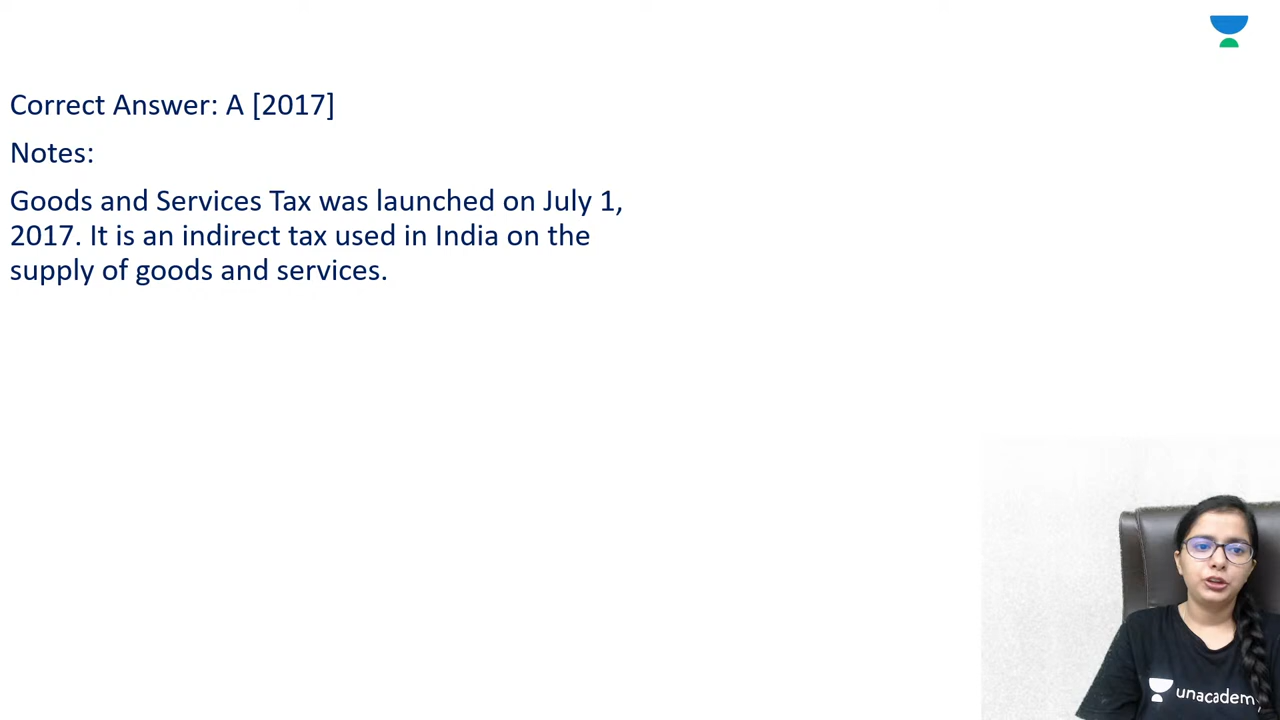 Correct Answer: A [2017]
Notes:
Goods and Services Tax was launched on July 1,
2017. It is an indirect tax used in India on the
supply of goods and services.
unacademy